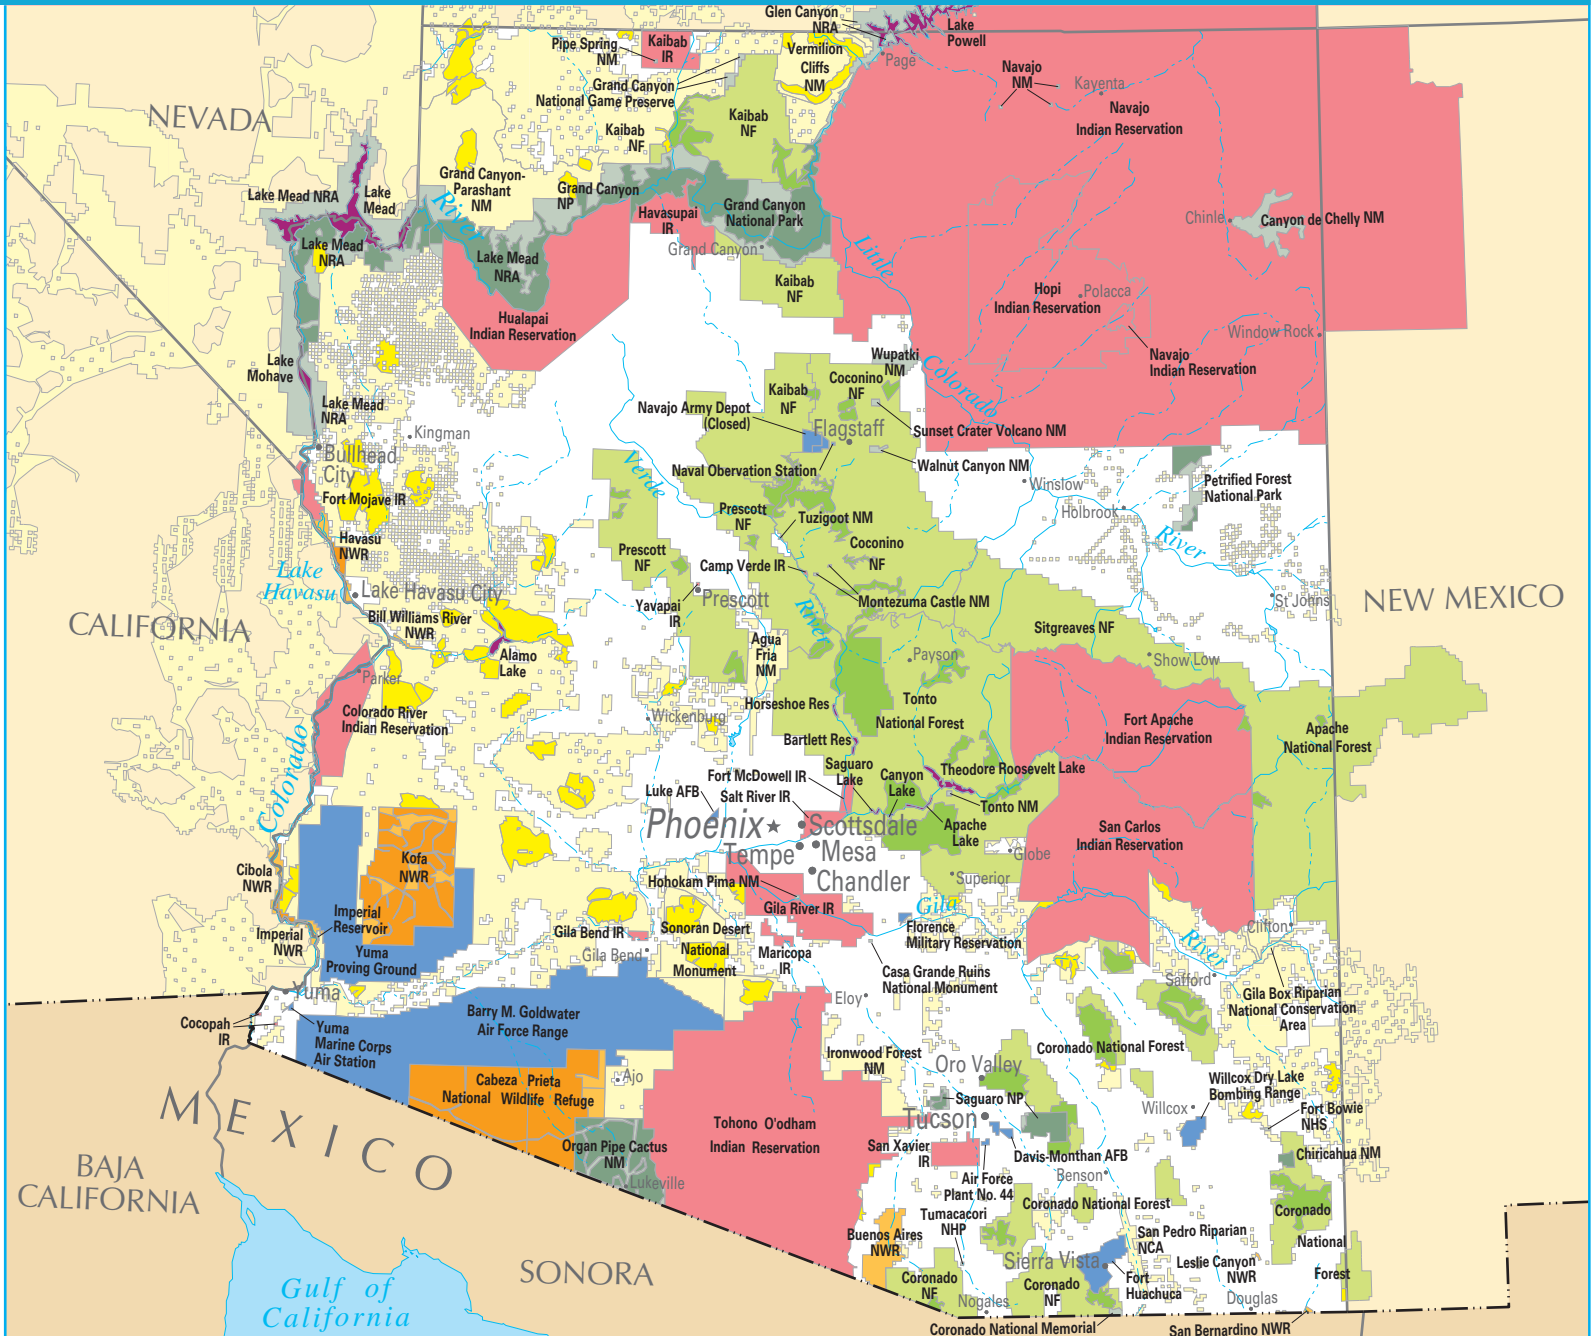 Glen Canyon
NRA
Lake
Powell
Pipe Spring
NM
Kaibab
IR
Vermilion
Cliffs
NM
Page
Grand Canyon
National Game Preserve
Navajo
NM
Kayenta
Navajo
Indian Reservation
NEVADA
Kaibab
NF
Kaibab
NF
Lake Mead NRA
Lake
Mead
Grand Canyon-
Parashant
NM
Grand Canyon
NP
River
Havasupai
IR
Grand Canyon
National Park
Chinle
Canyon de Chelly NM
Lake Mead
NRA
Lake Mead
NRA
Grand Canyon
Little
Kaibab
NF
Hopi
Indian Reservation
Polacca
Hualapai
Indian Reservation
Window Rock
Lake
Mohave
Wupatki
NM
Navajo
Indian Reservation
Colorado
Kaibab
NF
Coconino
NF
Lake Mead
NRA
Navajo Army Depot
(Closed)
Flagstaff
Sunset Crater Volcano NM
Kingman
Bullhead
City
Verde
Naval Obervation Station
Walnut Canyon NM
Winslow
Petrified Forest
National Park
Fort Mojave IR
Holbrook
Prescott
NF
Tuzigoot NM
River
Havasu
NWR
Prescott
NF
Coconino
NF
Camp Verde IR
Lake
Havasu
Lake Havasu City
Prescott
Yavapai
IR
River
Montezuma Castle NM
St Johns
NEW MEXICO
CALIFORNIA
Bill Williams River
NWR
Agua
Fria
NM
Sitgreaves NF
Alamo
Lake
Payson
Show Low
Parker
Colorado River
Indian Reservation
Wickenburg
Horseshoe Res
Tonto
National Forest
Fort Apache
Indian Reservation
Apache
National Forest
Colorado
Bartlett Res
Saguaro
Lake
Canyon
Lake
Theodore Roosevelt Lake
Fort McDowell IR
Luke AFB
Salt River IR
Tonto NM
Phoenix
Scottsdale
Apache
Lake
San Carlos
Indian Reservation
Tempe
Mesa
Globe
Kofa
NWR
Cibola
NWR
Chandler
Superior
Hohokam Pima NM
Gila River IR
Gila
Imperial
Reservoir
Imperial
NWR
Gila Bend IR
Sonoran Desert
National
Monument
Florence
Military Reservation
Clifton
River
Yuma
Proving Ground
Gila Bend
Maricopa
IR
Casa Grande Ruins
National Monument
Safford
Yuma
Eloy
Gila Box Riparian
National Conservation
Area
Cocopah
IR
Yuma
Marine Corps
Air Station
Barry M. Goldwater
Air Force Range
Ironwood Forest
NM
Coronado National Forest
Oro Valley
Ajo
Cabeza Prieta
National Wildlife Refuge
Willcox Dry Lake
Bombing Range
MEXICO
Saguaro NP
Willcox
Fort Bowie
NHS
Tucson
Tohono O'odham
Indian Reservation
Organ Pipe Cactus
NM
San Xavier
IR
Davis-Monthan AFB
Chiricahua NM
BAJA
CALIFORNIA
Lukeville
Air Force
Plant No. 44
Benson
Coronado National Forest
Coronado
National
Forest
Tumacacori
NHP
Buenos Aires
NWR
San Pedro Riparian
NCA
Sierra Vista
Leslie Canyon
NWR
Gulf of
California
SONORA
Coronado
NF
Coronado
NF
Fort
Huachuca
Nogales
Douglas
Coronado National Memorial
San Bernardino NWR